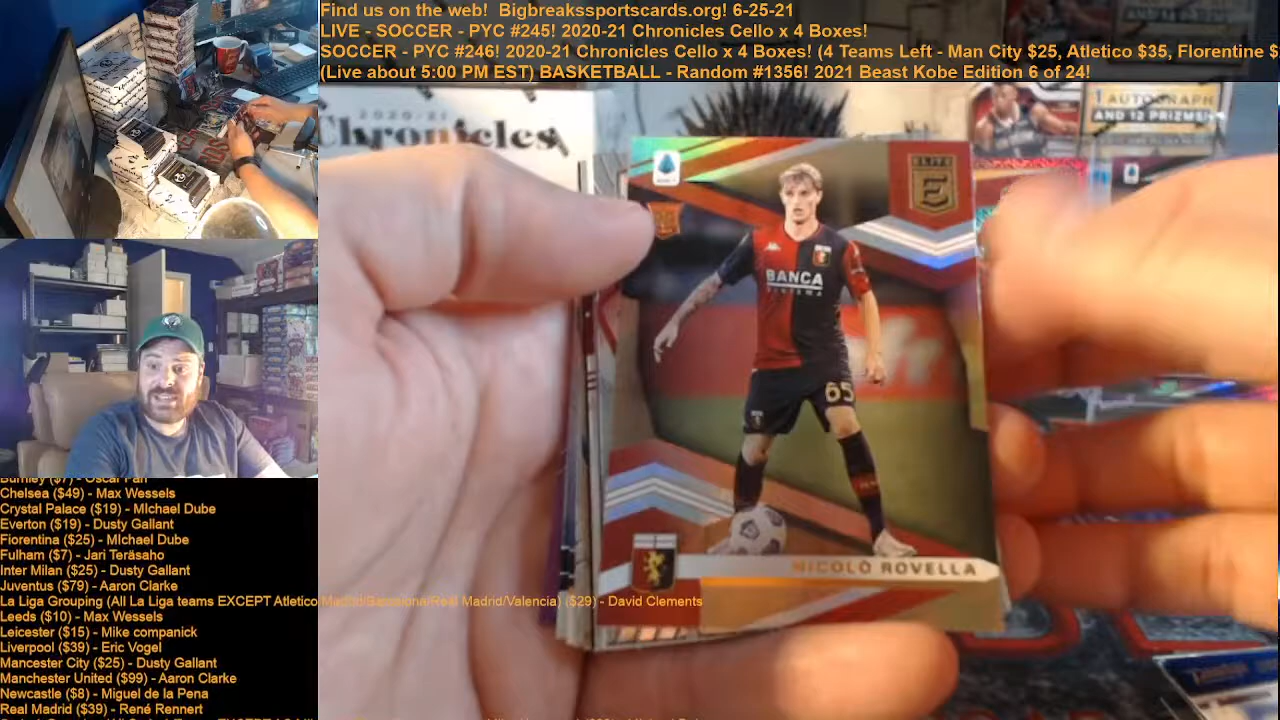 Find us on the web! Bigbreakssportscards.org! 6-25-21
LIVE - SOCCER - PYC #245! 2020-21 Chronicles Cello x 4 Boxes!
SOCCER - PYC #246! 2020-21 Chronicles Cello x 4 Boxes! (4 Teams Left - Man City $25, Atletico $35, Florentine $
(Live about 5:00 PM EST) BASKETBALL - Random #1356! 2021 Beast Kobe Edition 6 of 24!
2020/21
Chronicles
1 AUTOGRAPH
AND 12 PRIZMS
ELITE
E
BANCA
SISTEMA
65
NICOLÒ ROVELLA
Chelsea ($49) - Max Wessels
Crystal Palace ($19) - MIchael Dube
Everton ($19) - Dusty Gallant
Fiorentina ($25) - MIchael Dube
Fulham ($7) - Jari Teräsaho
Inter Milan ($25) - Dusty Gallant
Juventus ($79) - Aaron Clarke
La Liga Grouping (All La Liga teams EXCEPT Atletico Madrid/Barcelona/Real Madrid/Valencia) ($29) - David Clements
Leeds ($10) - Max Wessels
Leicester ($15) - Mike companick
Liverpool ($39) - Eric Vogel
Mancester City ($25) - Dusty Gallant
Manchester United ($99) - Aaron Clarke
Newcastle ($8) - Miguel de la Pena
Real Madrid ($39) - René Rennert